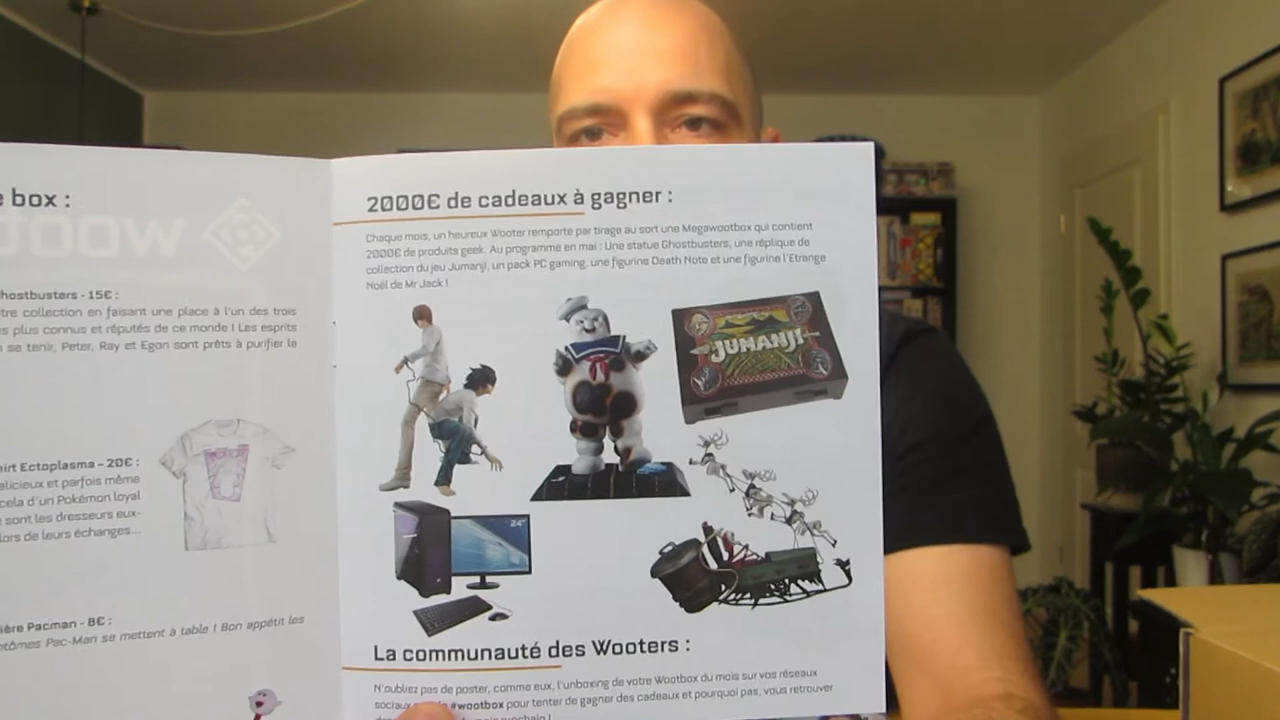 e box :
WOOT
hostbusters - 15€ :
tre collection en faisant une place à l'un des trois
es plus connus et réputés de ce monde ! Les esprits
se tenir, Peter, Ray et Egon sont prêts à purifier le
irt Ectoplasma - 20€ :
alicieux et parfois même
cela d'un Pokémon loyal
sont les dresseurs eux-
lors de leurs échanges...
ière Pacman - 8€ :
ntômes Pac-Man se mettent à table ! Bon appétit les
2000€ de cadeaux à gagner :
Chaque mois, un heureux Wooter remporte par tirage au sort une Megawootbox qui contient
2000€ de produits geek. Au programme en mai : Une statue Ghostbusters, une réplique de
collection du jeu Jumanji, un pack PC gaming, une figurine Death Note et une figurine l'Etrange
Noël de Mr Jack !
JUMANJI
24"
La communauté des Wooters :
N'oubliez pas de poster, comme eux, l'unboxing de votre Wootbox du mois sur vos réseaux
sociaux #wootbox pour tenter de gagner des cadeaux et pourquoi pas, vous retrouver
prochain !